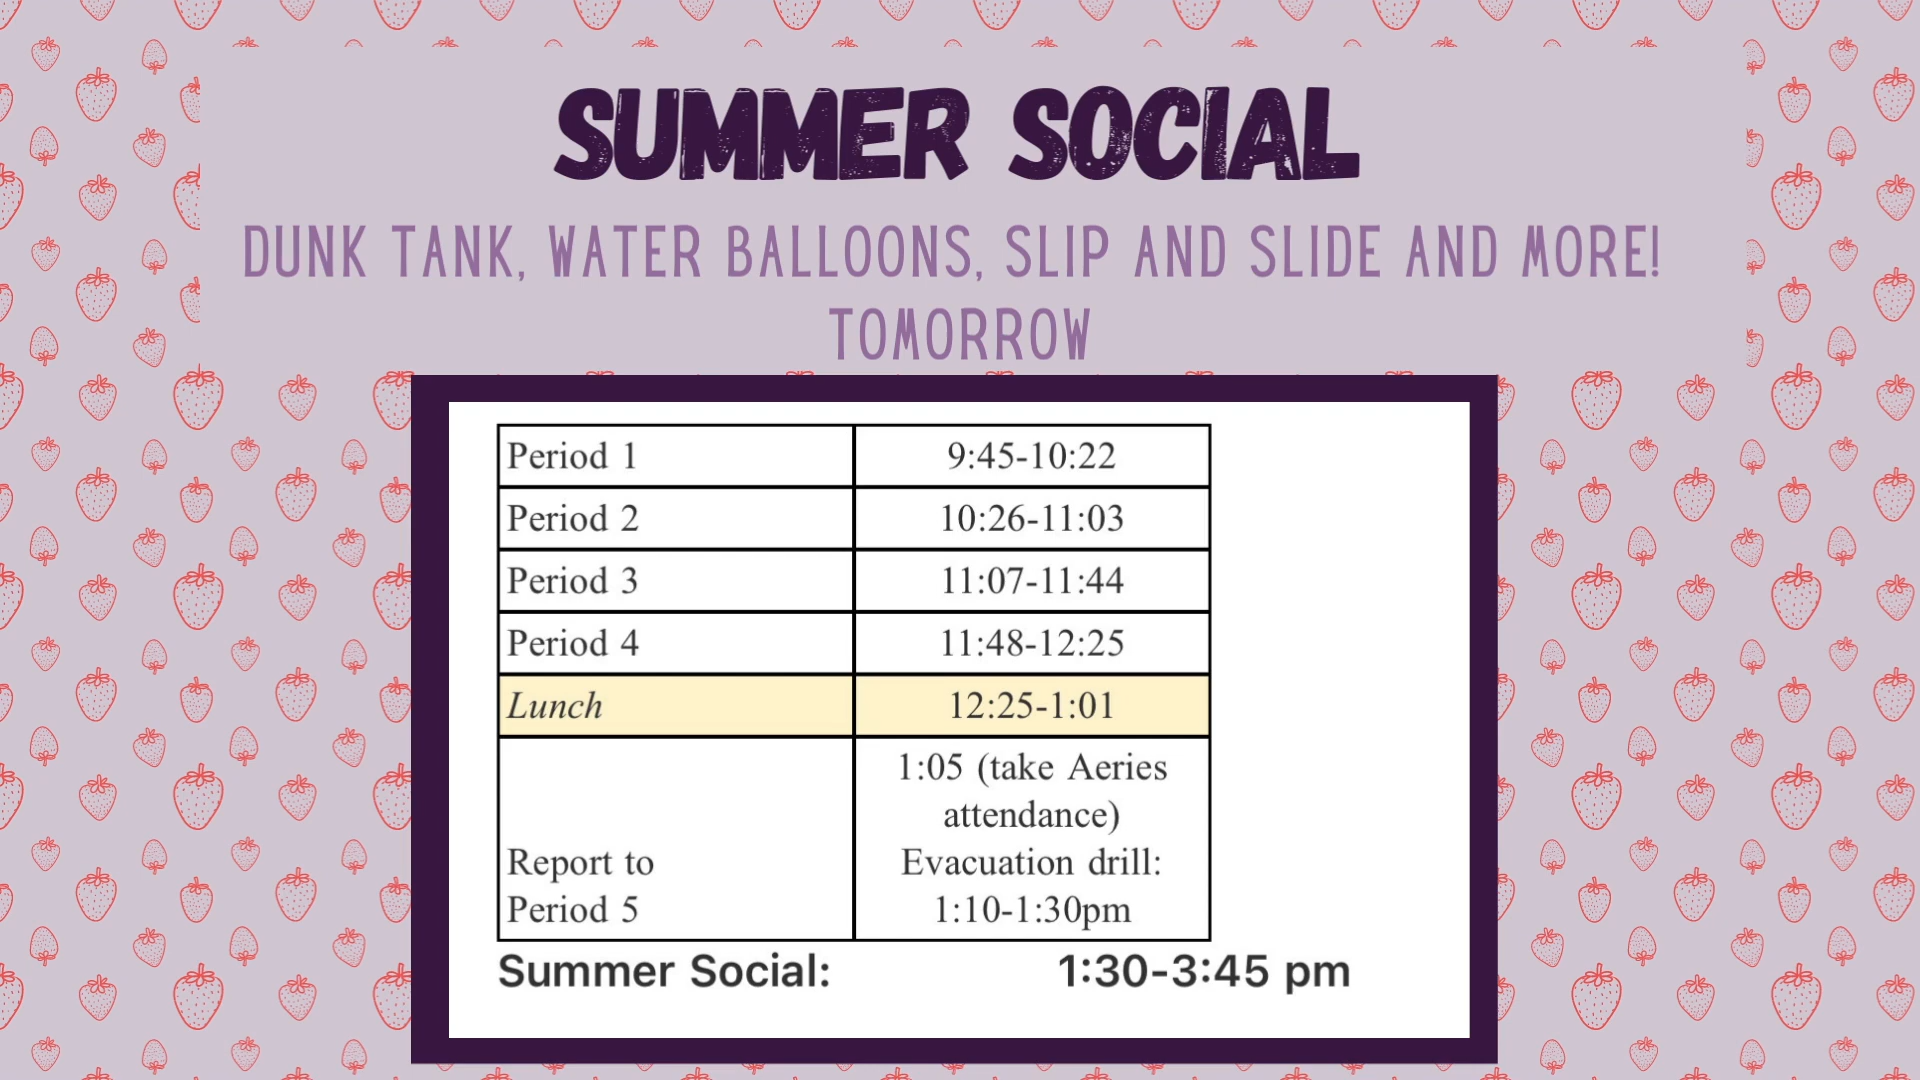 SUMMER SOCIAL
DUNK TANK, WATER BALLOONS, SLIP AND SLIDE AND MORE!
TOMORROW
Period 1 9:45-10:22
Period 2 10:26-11:03
Period 3 11:07-11:44
Period 4 11:48-12:25
Lunch 12:25-1:01
Report to
Period 5
1:05 (take Aeries
attendance)
Evacuation drill:
1:10-1:30pm
Summer Social: 1:30-3:45 pm